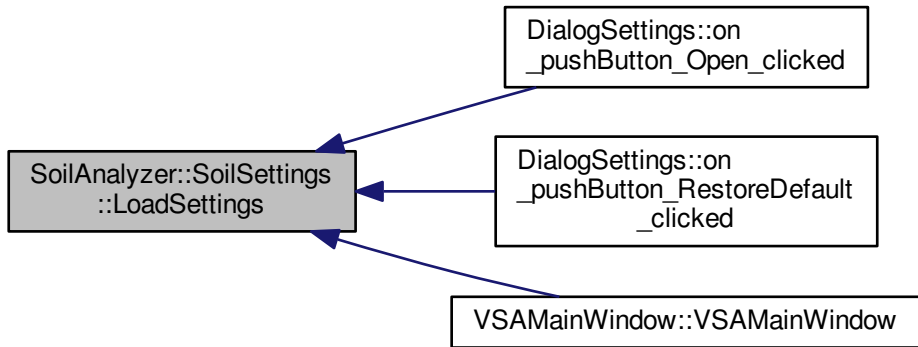 DialogSettings::on
_pushButton_Open_clicked
SoilAnalyzer::SoilSettings
::LoadSettings
DialogSettings::on
_pushButton_RestoreDefault
_clicked
VSAMainWindow::VSAMainWindow